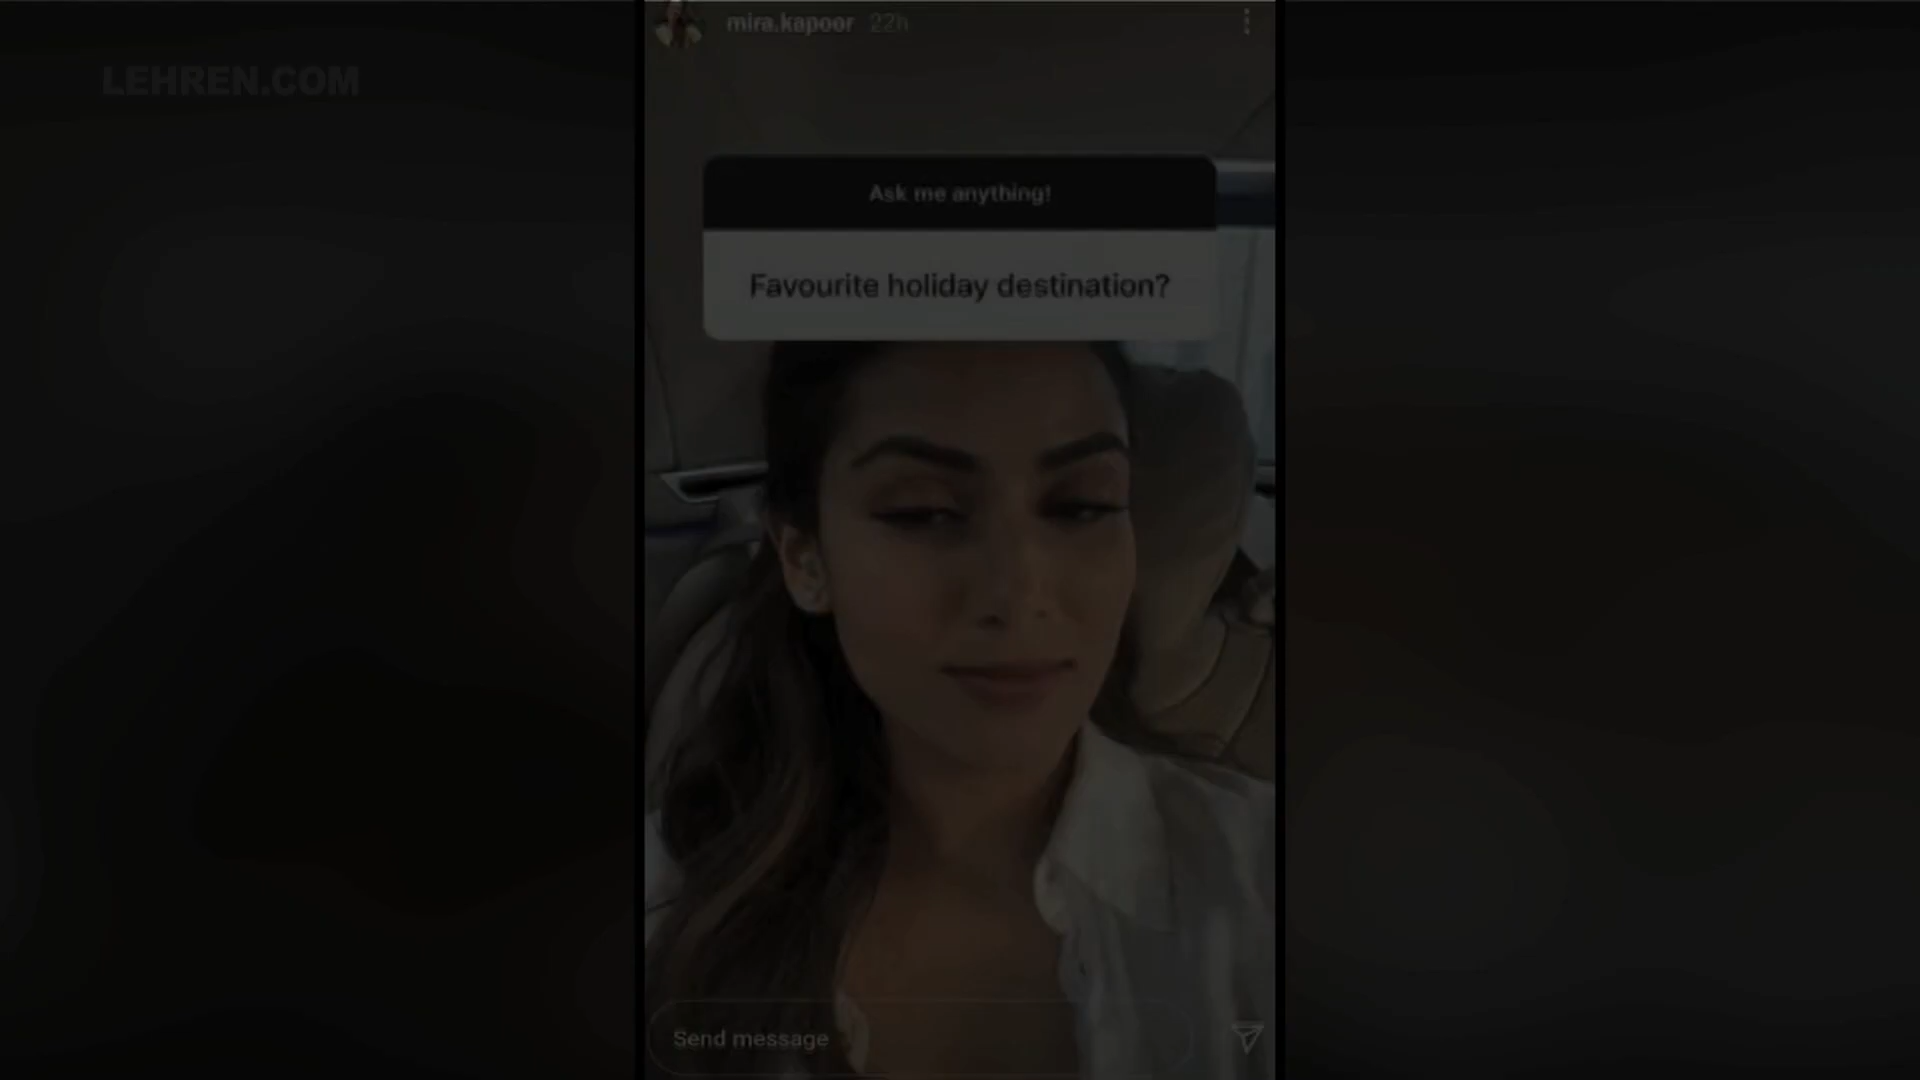 mira.kapoor 22h
LEHREN.COM
Ask me anything!
Favourite holiday destination?
Send message